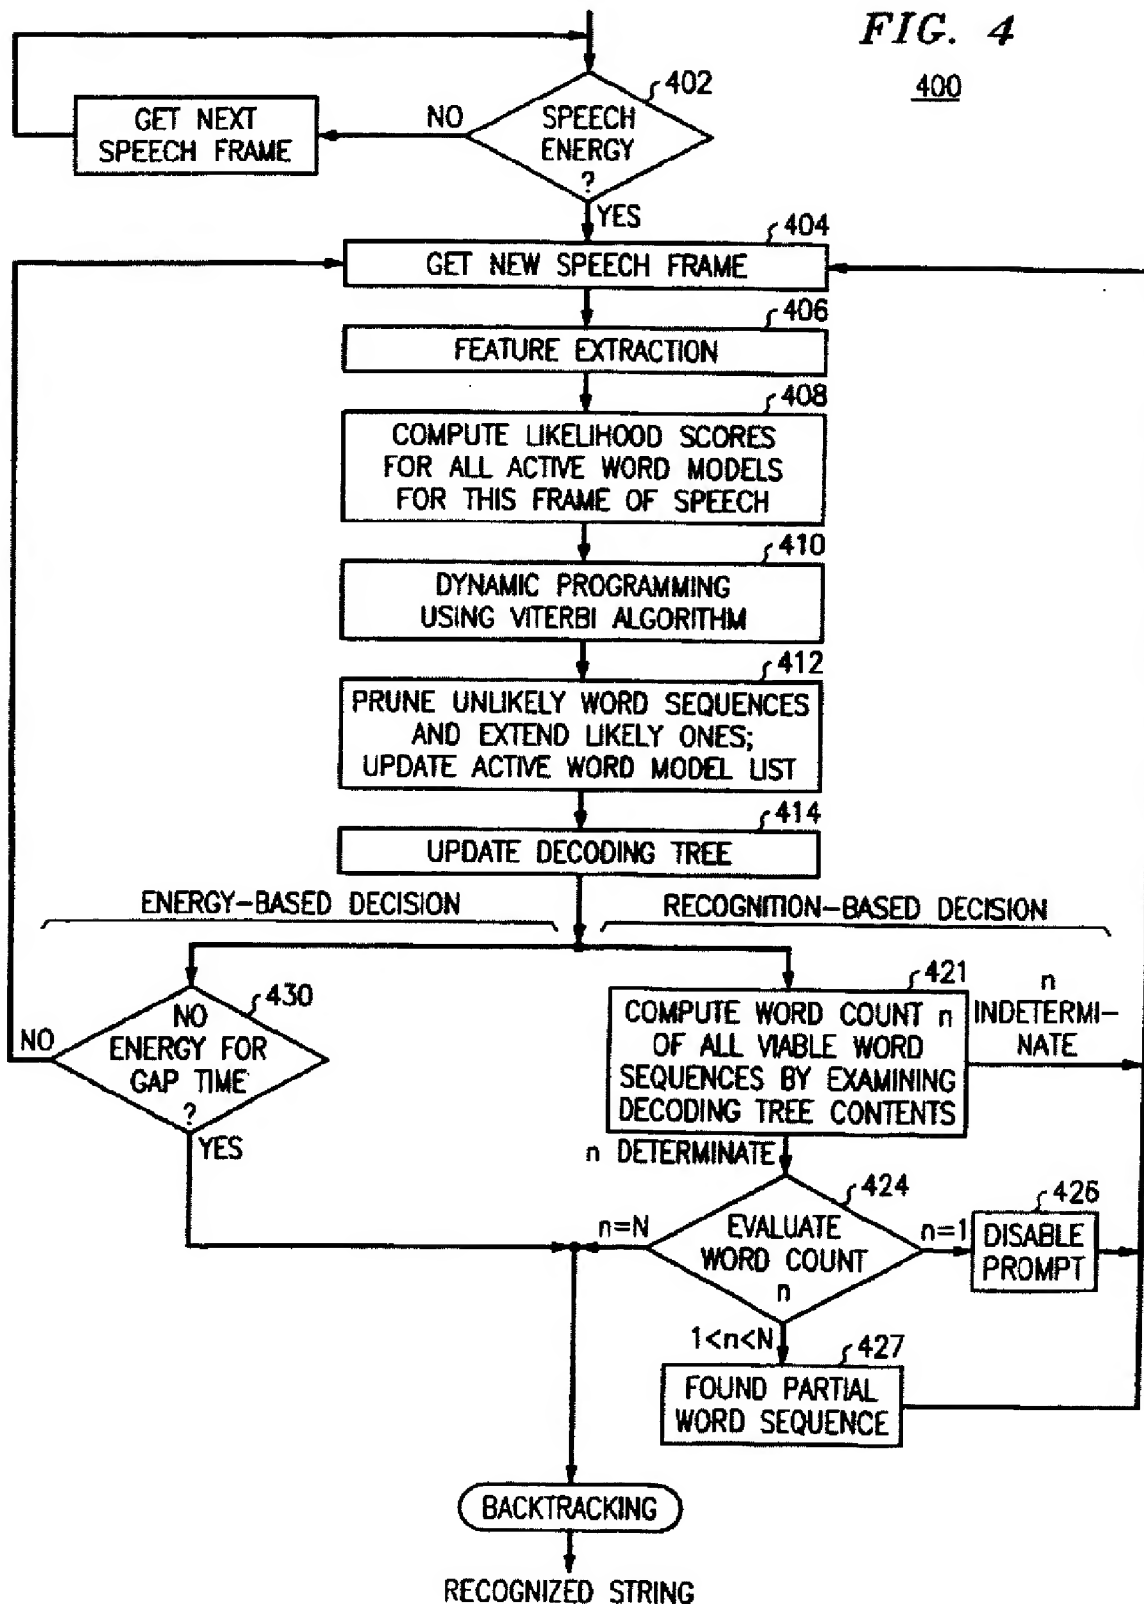 FIG. 4
400
402
SPEECH
ENERGY
?
NO
GET NEXT
SPEECH FRAME
YES
404
GET NEW SPEECH FRAME
406
FEATURE EXTRACTION
408
COMPUTE LIKELIHOOD SCORES
FOR ALL ACTIVE WORD MODELS
FOR THIS FRAME OF SPEECH
410
DYNAMIC PROGRAMMING
USING VITERBI ALGORITHM
412
PRUNE UNLIKELY WORD SEQUENCES
AND EXTEND LIKELY ONES;
UPDATE ACTIVE WORD MODEL LIST
414
UPDATE DECODING TREE
ENERGY-BASED DECISION
RECOGNITION-BASED DECISION
430
NO
ENERGY FOR
GAP TIME
?
NO
YES
421
COMPUTE WORD COUNT n
OF ALL VIABLE WORD
SEQUENCES BY EXAMINING
DECODING TREE CONTENTS
n
INDETERMI-
NATE
n DETERMINATE
424
EVALUATE
WORD COUNT
n
n=N
n=1
426
DISABLE
PROMPT
1<n<N
427
FOUND PARTIAL
WORD SEQUENCE
BACKTRACKING
RECOGNIZED STRING